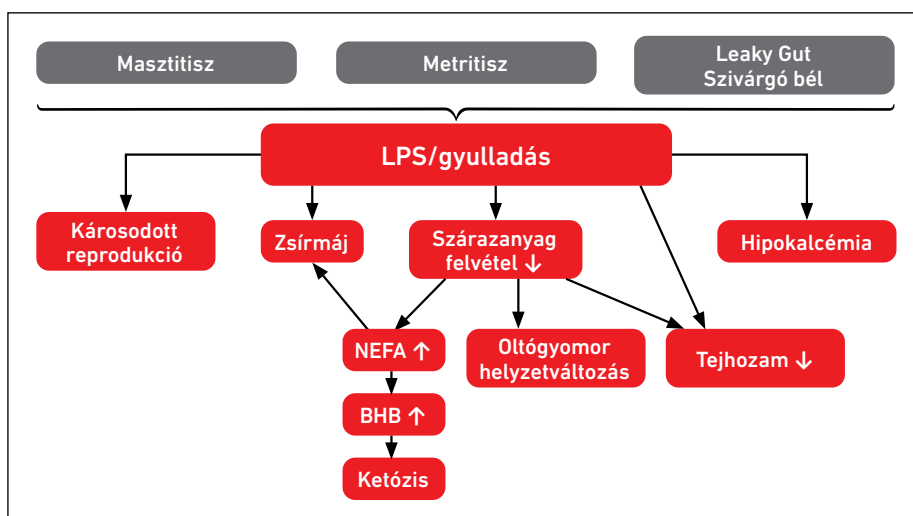 Masztitisz
Metritisz
Leaky Gut
Szivárgó bél
LPS/gyulladás
Károsodott
reprodukció
Zsírmáj
Szárazanyag
felvétel ↓
Hipokalcémia
NEFA ↑
Oltógyomor
helyzetváltozás
Tejhozam ↓
BHB ↑
Ketózis